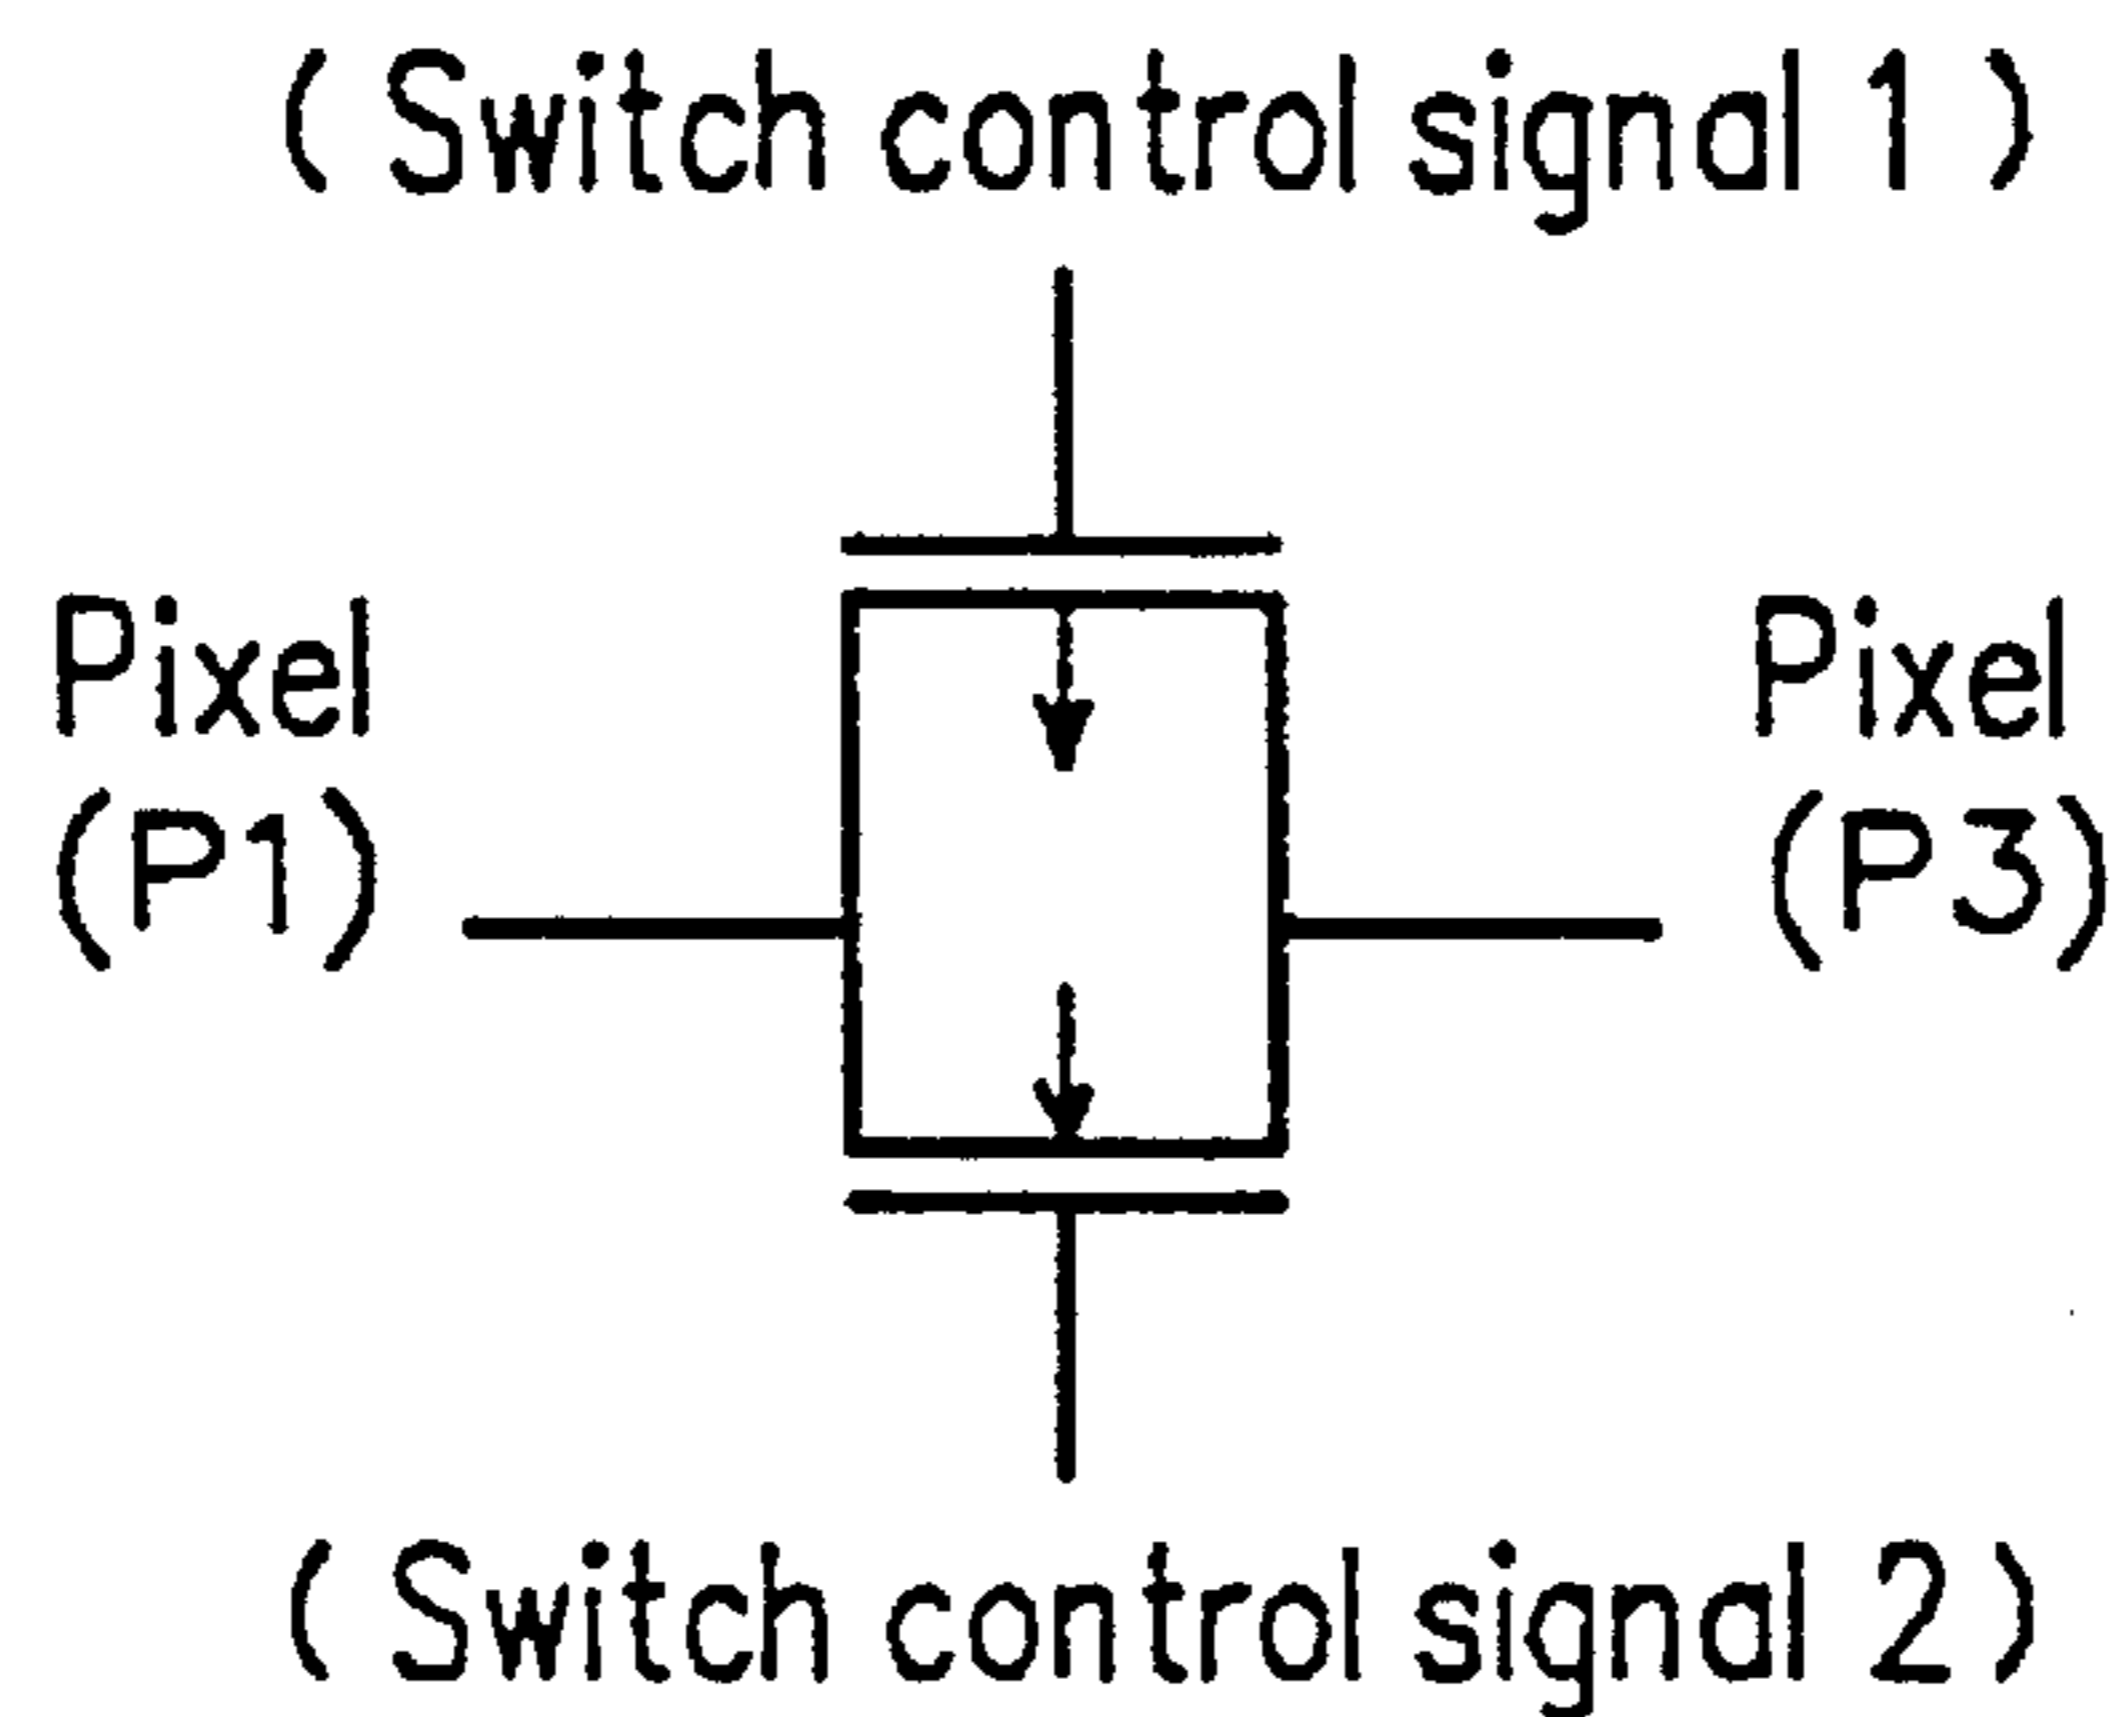 ( Switch control signal 1 )
Pixel
(P1)
Pixel
(P3)
( Switch control signal 2 )